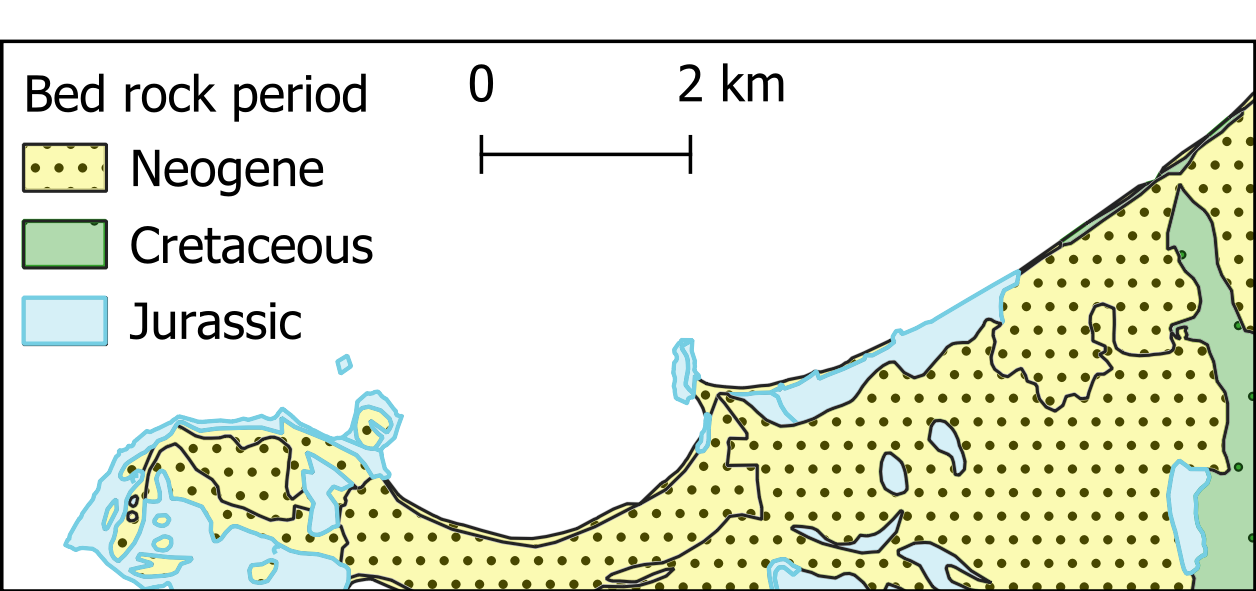 Bed rock period
0 2 km
Neogene
Cretaceous
Jurassic